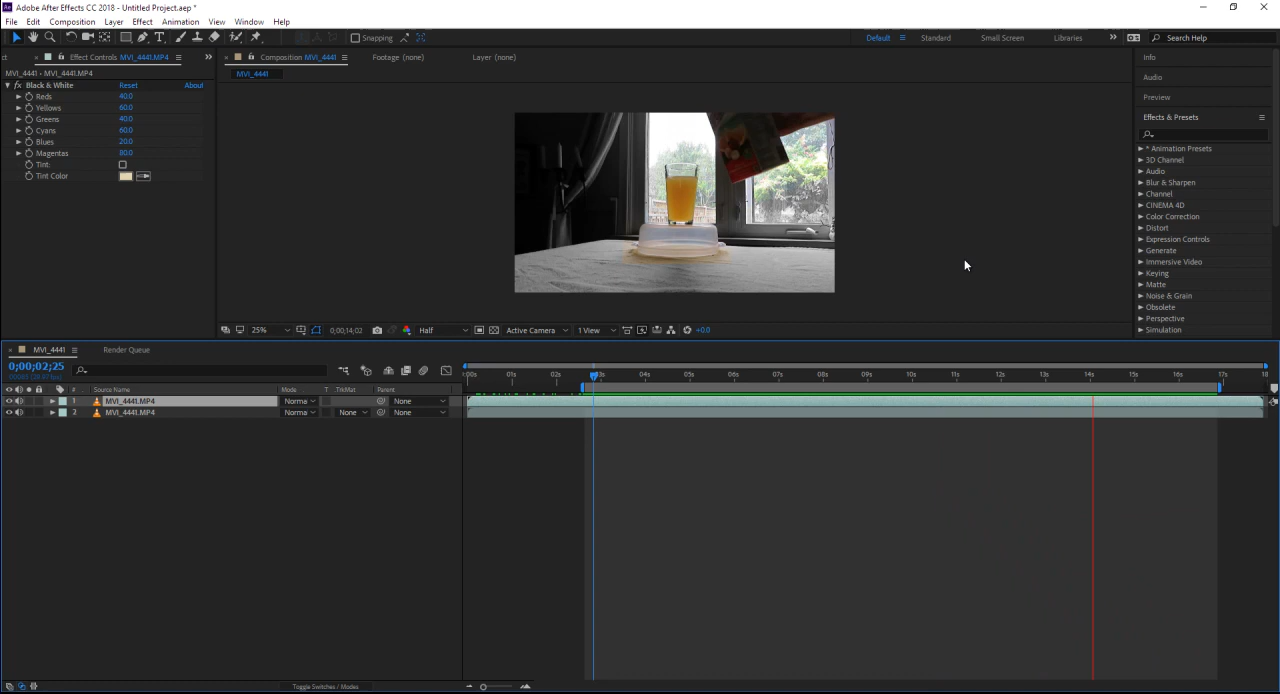 Adobe After Effects CC 2018 - Untitled Project.aep *
File Edit Composition Layer Effect Animation View Window Help
Snapping Default Standard Small Screen Libraries Search Help
ct Effect Controls MVI_4441.MP4
MVI_4441 • MVI_4441.MP4
fx Black & White Reset About
Reds 40.0
Yellows 60.0
Greens 40.0
Cyans 60.0
Blues 20.0
Magentas 80.0
Tint:
Tint Color
Composition MVI_4441 Footage (none) Layer (none)
MVI_4441
25% 0;00;14;02 Half Active Camera 1 View +0.0
Info
Audio
Preview
Effects & Presets
* Animation Presets
3D Channel
Audio
Blur & Sharpen
Channel
CINEMA 4D
Color Correction
Distort
Expression Controls
Generate
Immersive Video
Keying
Matte
Noise & Grain
Obsolete
Perspective
Simulation
MVI_4441 Render Queue
0;00;02;25
# Source Name Mode T .TrkMat Parent
1 MVI_4441.MP4 Norma None
2 MVI_4441.MP4 Norma None None
:00s 01s 02s 03s 04s 05s 06s 07s 08s 09s 10s 11s 12s 13s 14s 15s 16s 17s 18
Toggle Switches / Modes